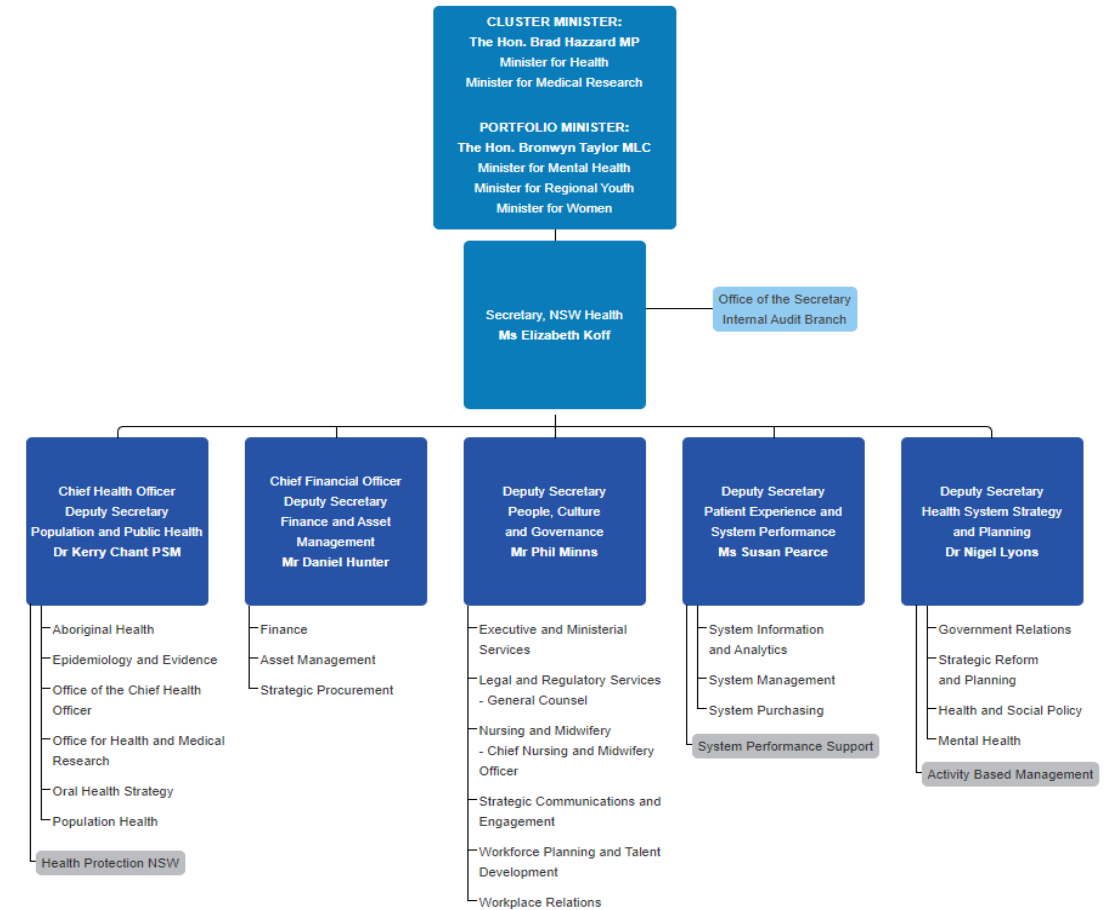 CLUSTER MINISTER:
The Hon. Brad Hazzard MP
Minister for Health
Minister for Medical Research
PORTFOLIO MINISTER:
The Hon. Bronwyn Taylor MLC
Minister for Mental Health
Minister for Regional Youth
Minister for Women
Secretary, NSW Health
Ms Elizabeth Koff
Office of the Secretary
Internal Audit Branch
Chief Health Officer
Deputy Secretary
Population and Public Health
Dr Kerry Chant PSM
Aboriginal Health
Epidemiology and Evidence
Office of the Chief Health
Officer
Office for Health and Medical
Research
Oral Health Strategy
Population Health
Health Protection NSW
Chief Financial Officer
Deputy Secretary
Finance and Asset
Management
Mr Daniel Hunter
Finance
Asset Management
Strategic Procurement
Deputy Secretary
People, Culture
and Governance
Mr Phil Minns
Executive and Ministerial
Services
Legal and Regulatory Services
- General Counsel
Nursing and Midwifery
- Chief Nursing and Midwifery
Officer
Strategic Communications and
Engagement
Workforce Planning and Talent
Development
Workplace Relations
Deputy Secretary
Patient Experience and
System Performance
Ms Susan Pearce
System Information
and Analytics
System Management
System Purchasing
System Performance Support
Deputy Secretary
Health System Strategy
and Planning
Dr Nigel Lyons
Government Relations
Strategic Reform
and Planning
Health and Social Policy
Mental Health
Activity Based Management